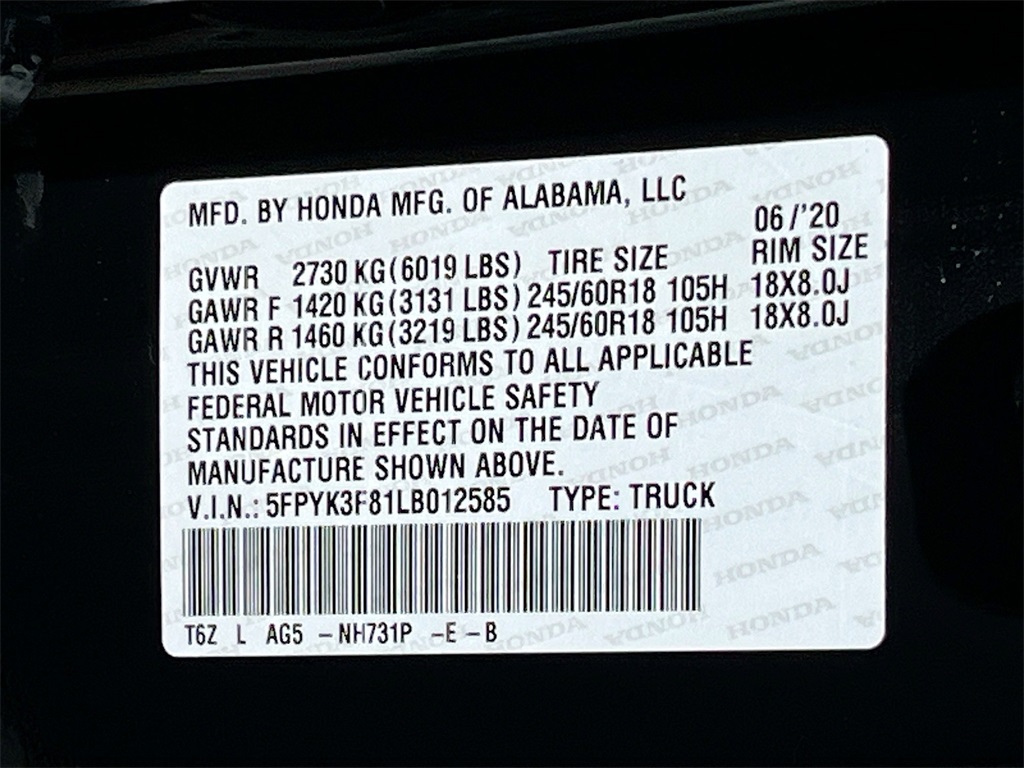 MFD. BY HONDA MFG. OF ALABAMA, LLC
06/'20
GVWR 2730 KG(6019 LBS) TIRE SIZE RIM SIZE
GAWR F 1420 KG(3131 LBS) 245/60R18 105H 18X8.0J
GAWR R 1460 KG(3219 LBS) 245/60R18 105H 18X8.0J
THIS VEHICLE CONFORMS TO ALL APPLICABLE
FEDERAL MOTOR VEHICLE SAFETY
STANDARDS IN EFFECT ON THE DATE OF
MANUFACTURE SHOWN ABOVE.
V.I.N.: 5FPYK3F81LB012585 TYPE: TRUCK
T6Z L AG5 -NH731P -E -B